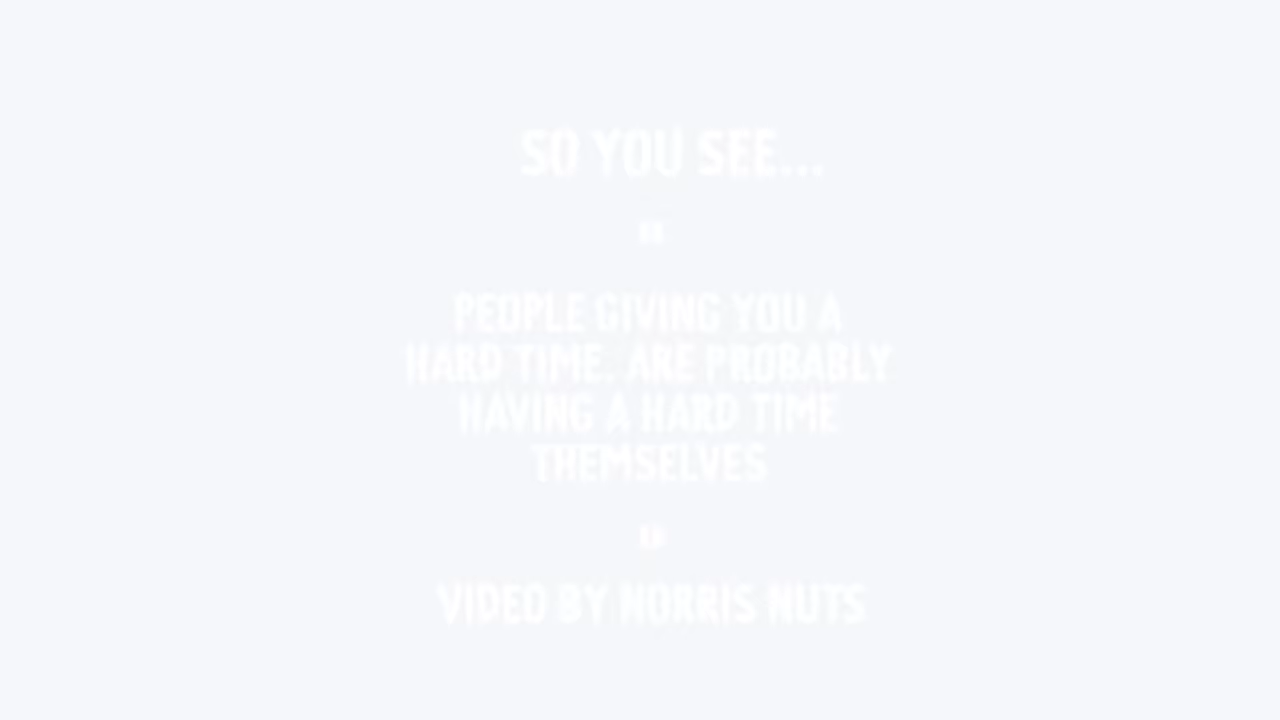 SO YOU SEE...
"
PEOPLE GIVING YOU A
HARD TIME. ARE PROBABLY
HAVING A HARD TIME
THEMSELVES
"
VIDEO BY NORRIS NUTS